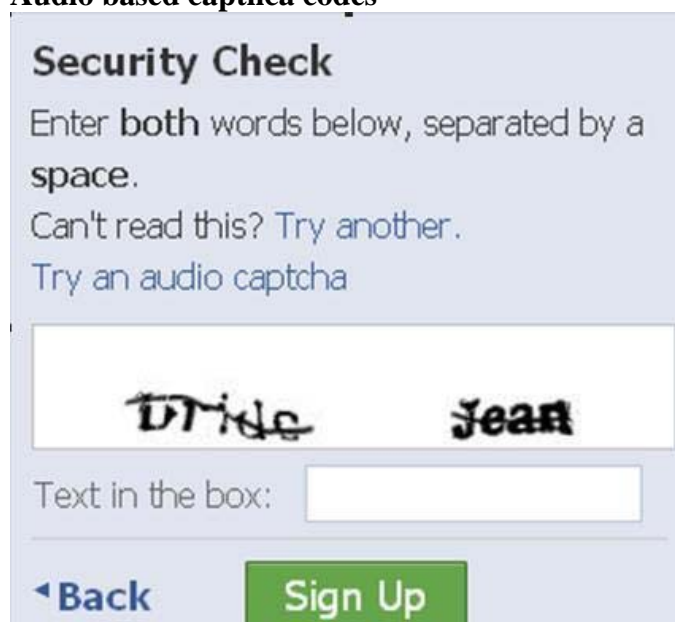 Audio based captcha codes
Security Check
Enter both words below, separated by a
space.
Can't read this? Try another.
Try an audio captcha
Jean
Text in the box:
Back
Sign Up